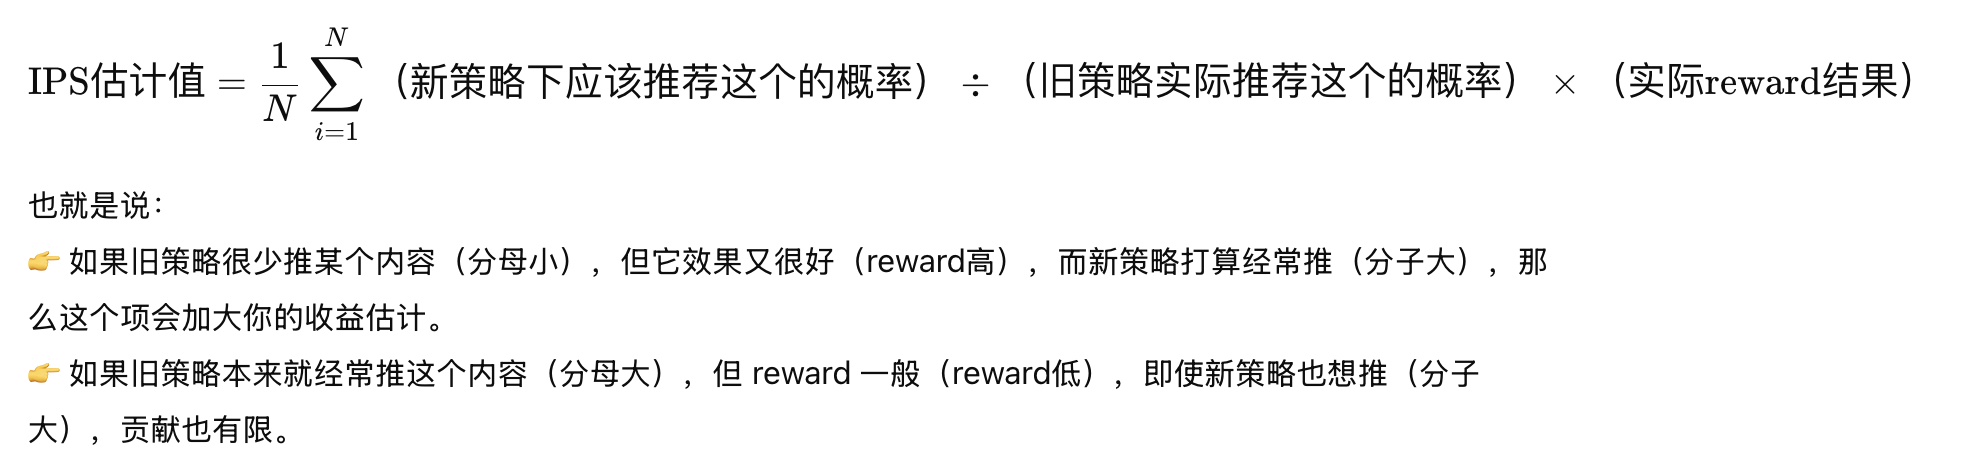 IPS估计值 = \frac{1}{N} \sum_{i=1}^{N} （新策略下应该推荐这个的概率） ÷ （旧策略实际推荐这个的概率） × （实际reward结果）
也就是说：
👉 如果旧策略很少推某个内容（分母小），但它效果又很好（reward高），而新策略打算经常推（分子大），那
么这个项会加大你的收益估计。
👉 如果旧策略本来就经常推这个内容（分母大），但 reward 一般（reward低），即使新策略也想推（分子
大），贡献也有限。